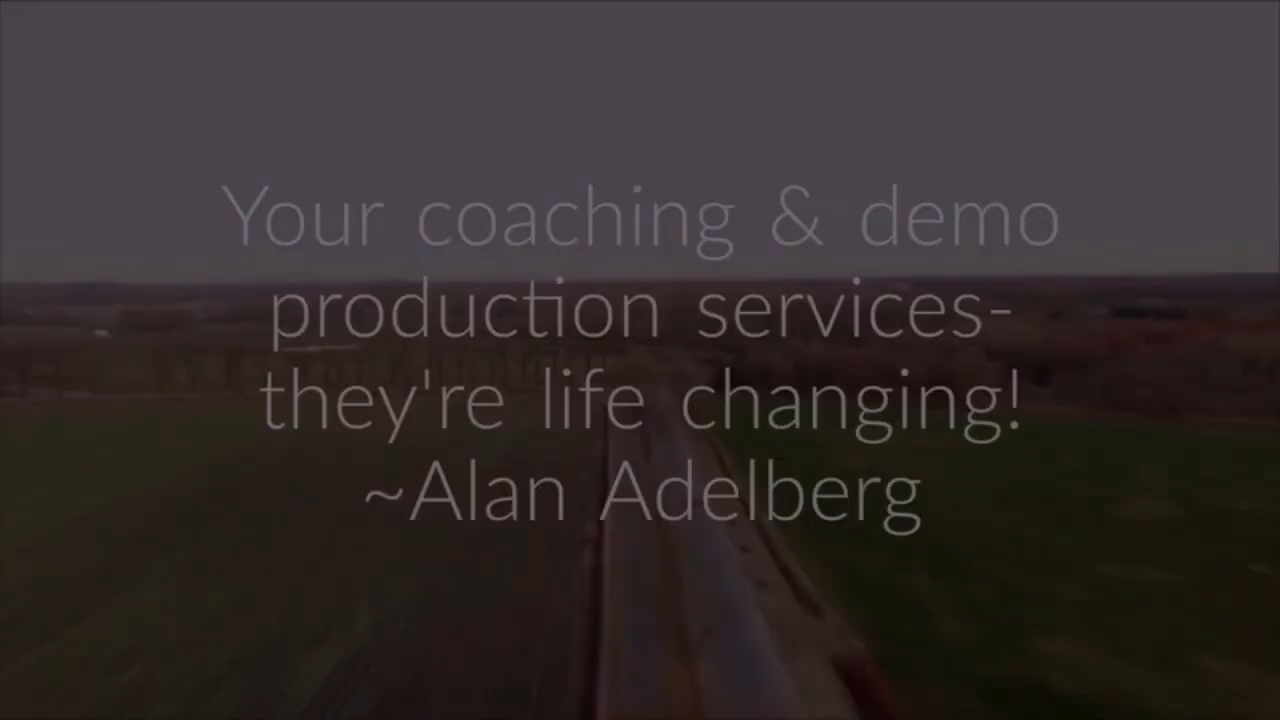 Your coaching & demo
production services-
they're life changing!
~Alan Adelberg